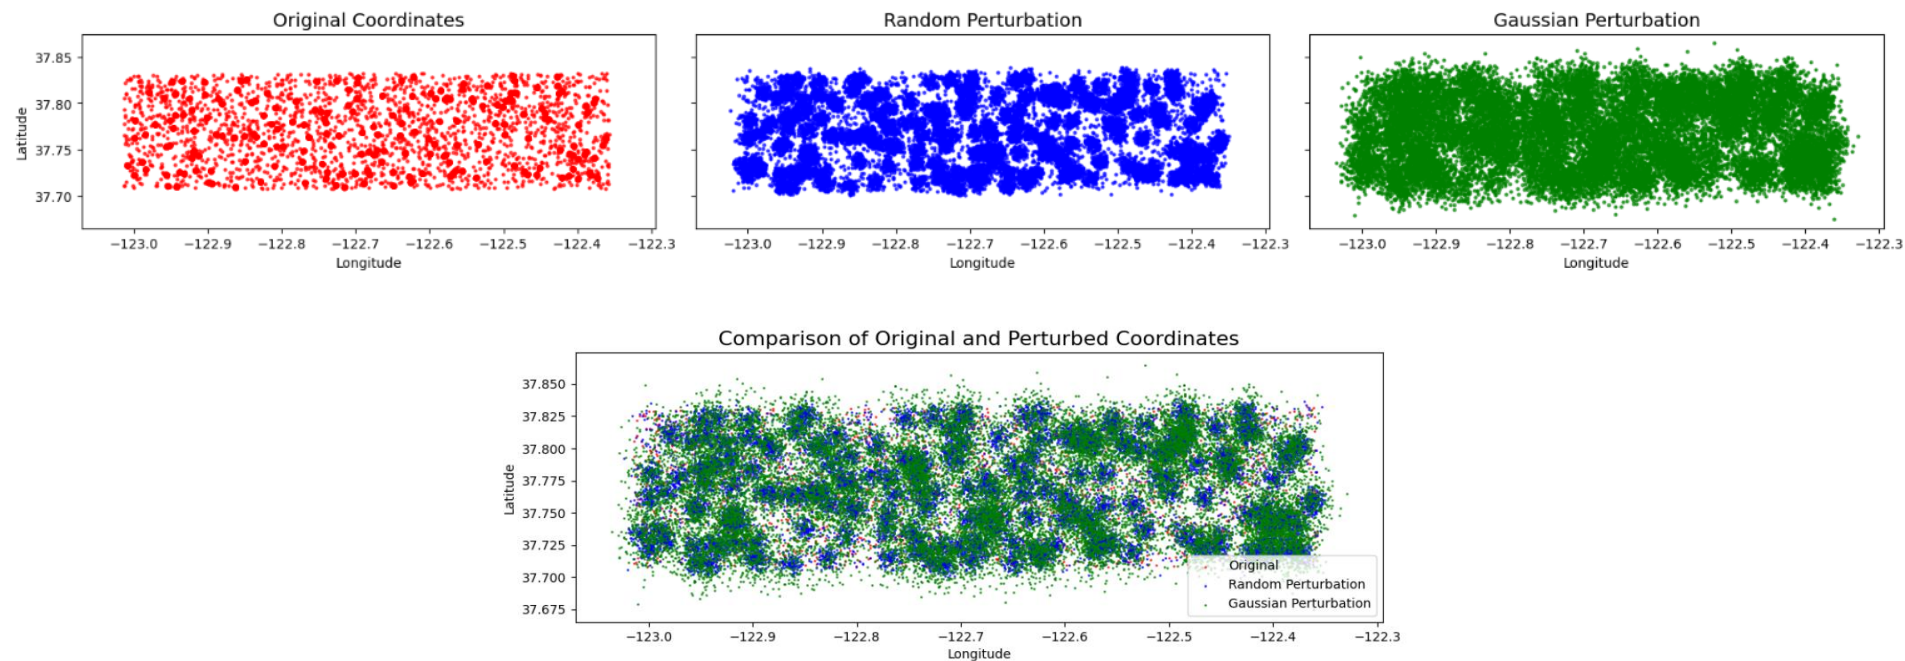 Original Coordinates
Random Perturbation
Gaussian Perturbation
37.85
37.80
37.75
37.70
Latitude
−123.0 −122.9 −122.8 −122.7 −122.6 −122.5 −122.4 −122.3
Longitude
−123.0 −122.9 −122.8 −122.7 −122.6 −122.5 −122.4 −122.3
Longitude
−123.0 −122.9 −122.8 −122.7 −122.6 −122.5 −122.4 −122.3
Longitude
Comparison of Original and Perturbed Coordinates
37.850
37.825
37.800
37.775
37.750
37.725
37.700
37.675
Latitude
Original
Random Perturbation
Gaussian Perturbation
−123.0 −122.9 −122.8 −122.7 −122.6 −122.5 −122.4 −122.3
Longitude